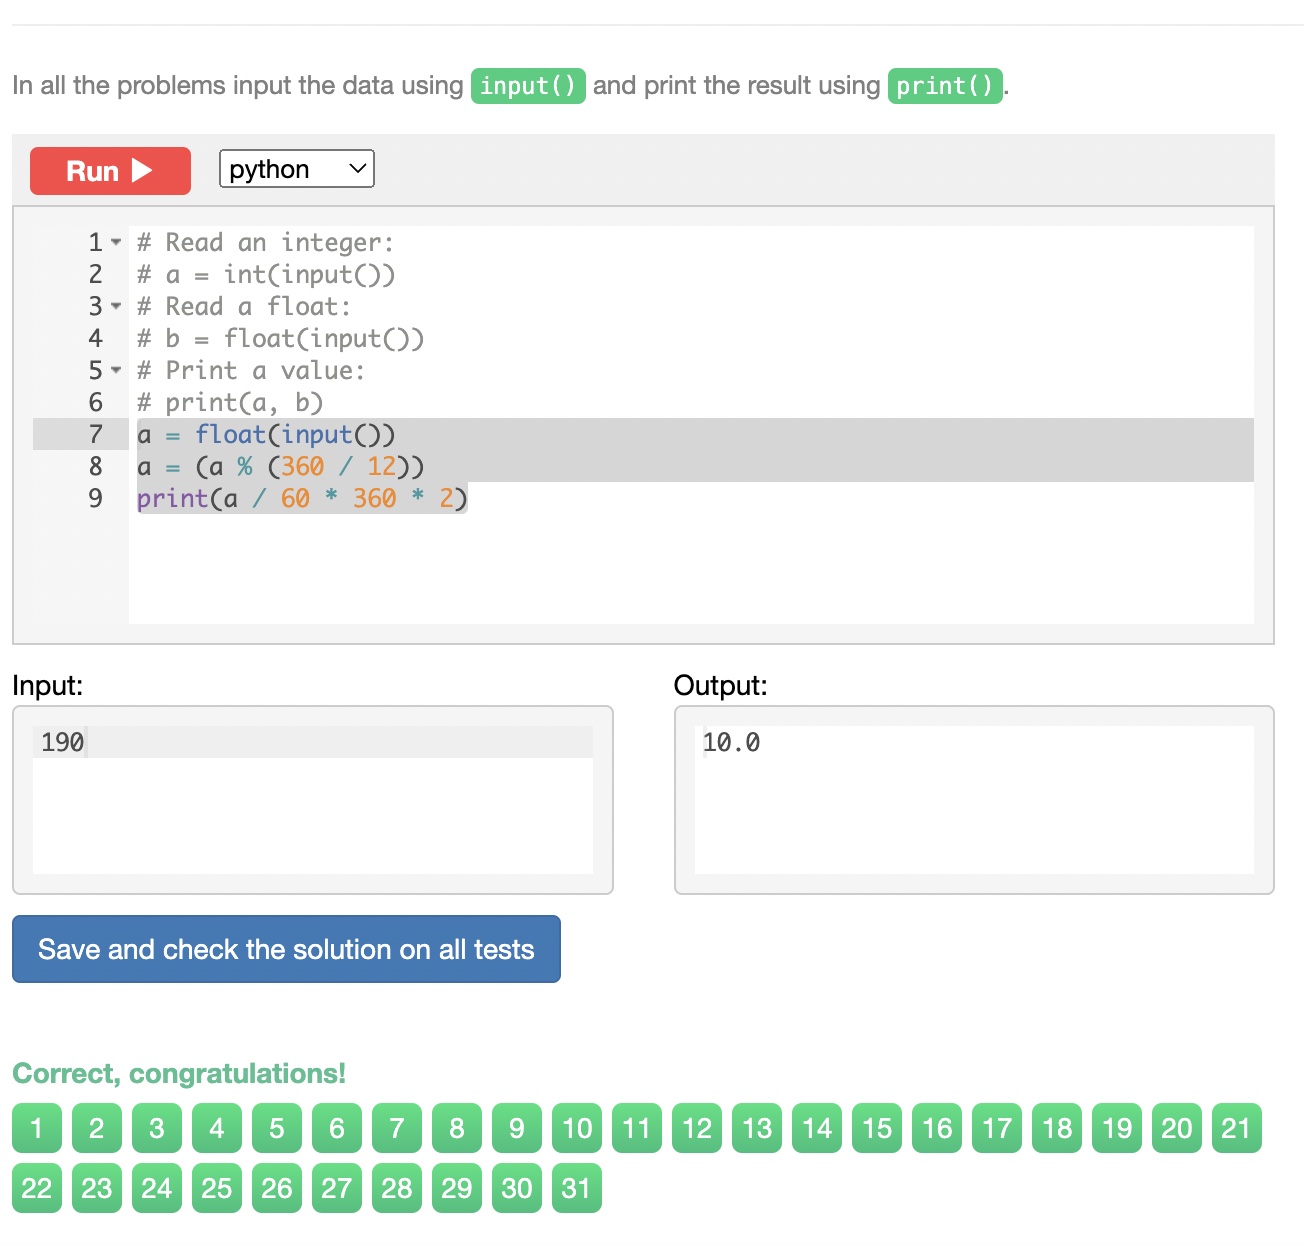 In all the problems input the data using input() and print the result using print().
Run
python
1 # Read an integer:
2 # a = int(input())
3 # Read a float:
4 # b = float(input())
5 # Print a value:
6 # print(a, b)
7 a = float(input())
8 a = (a % (360 / 12))
9 print(a / 60 * 360 * 2)
Input:
Output:
190
10.0
Save and check the solution on all tests
Correct, congratulations!
1 2 3 4 5 6 7 8 9 10 11 12 13 14 15 16 17 18 19 20 21
22 23 24 25 26 27 28 29 30 31